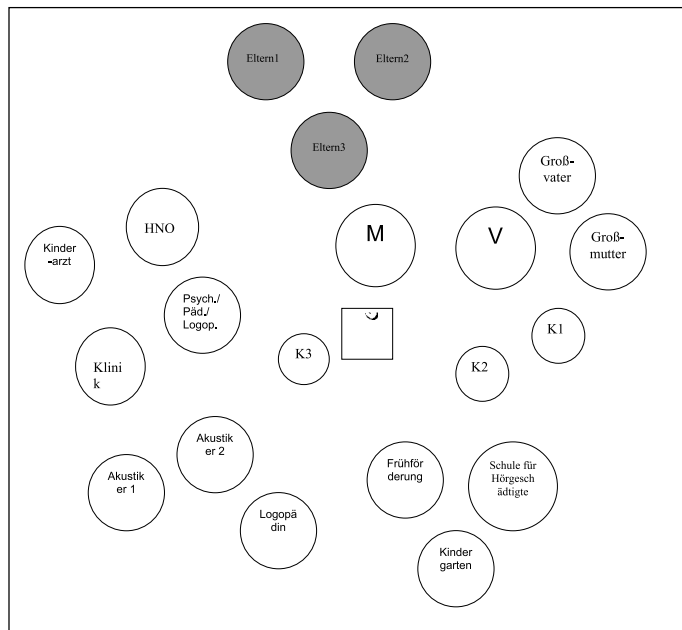 Eltern1
Eltern2
Eltern3
Groß-
vater
HNO
M
V
Groß-
mutter
Kinder
-arzt
Psych./
Päd./
Logop.
K3
K1
K2
Klini
k
Akustik
er 2
Akustik
er 1
Frühför
derung
Schule für
Hörgesch
ädtigte
Logopä
din
Kinder
garten